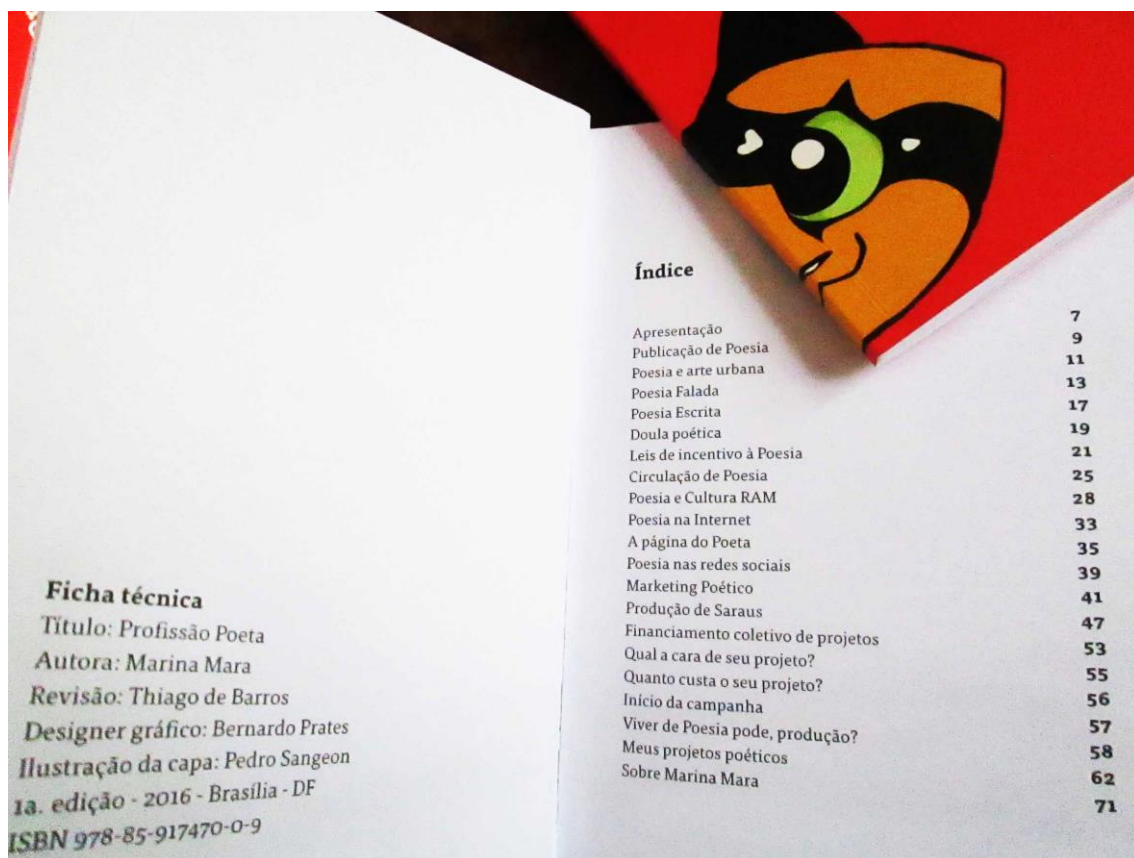 Ficha técnica
Título: Profissão Poeta
Autora: Marina Mara
Revisão: Thiago de Barros
Designer gráfico: Bernardo Prates
Ilustração da capa: Pedro Sangeon
1a. edição - 2016 - Brasília - DF
ISBN 978-85-917470-0-9
Índice
Apresentação 7
Publicação de Poesia 9
Poesia e arte urbana 11
Poesia Falada 13
Poesia Escrita 17
Doula poética 19
Leis de incentivo à Poesia 21
Circulação de Poesia 25
Poesia e Cultura RAM 28
Poesia na Internet 33
A página do Poeta 35
Poesia nas redes sociais 39
Marketing Poético 41
Produção de Saraus 47
Financiamento coletivo de projetos 53
Qual a cara de seu projeto? 55
Quanto custa o seu projeto? 56
Início da campanha 57
Viver de Poesia pode, produção? 58
Meus projetos poéticos 62
Sobre Marina Mara 71